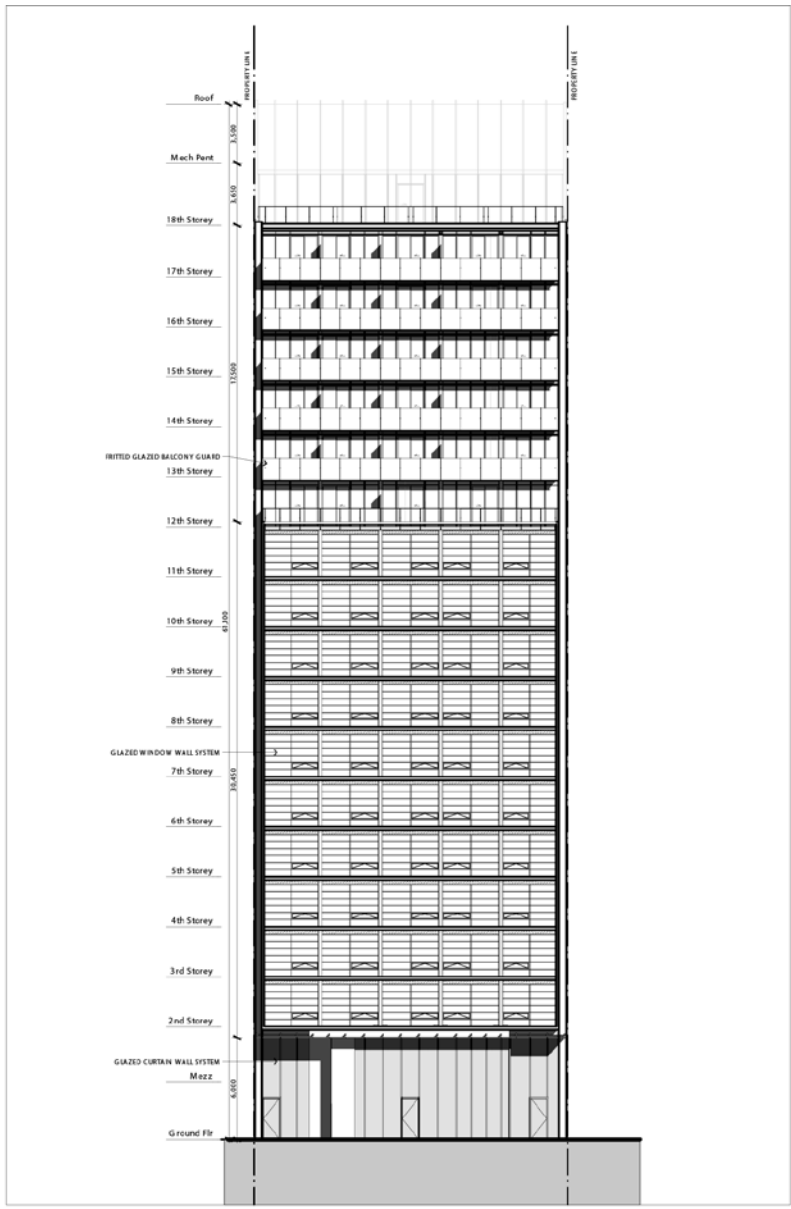 PROPERTY LINE
PROPERTY LINE
Roof
3,500
Mech Pent
3,650
18th Storey
17th Storey
16th Storey
15th Storey
17,500
14th Storey
FRITTED GLAZED BALCONY GUARD
13th Storey
12th Storey
11th Storey
10th Storey
61,100
9th Storey
8th Storey
GLAZED WINDOW WALL SYSTEM
7th Storey
30,450
6th Storey
5th Storey
4th Storey
3rd Storey
2nd Storey
GLAZED CURTAIN WALL SYSTEM
Mezz
6,000
Ground Flr